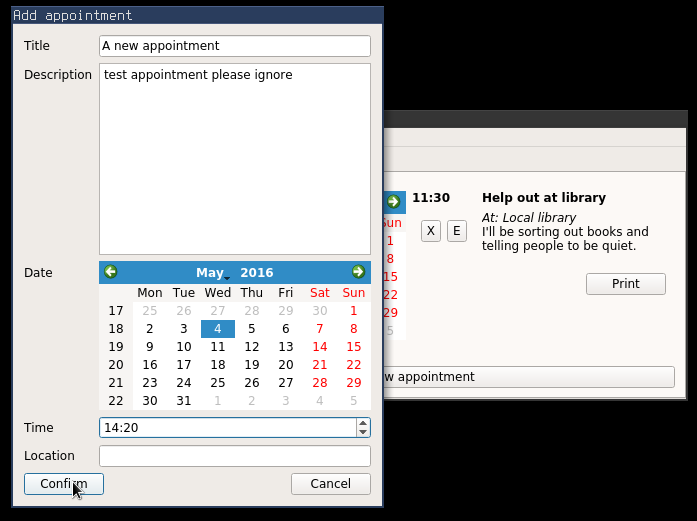 Add appointment
Title A new appointment
Description test appointment please ignore
Date May 2016
Mon Tue Wed Thu Fri Sat Sun
17 25 26 27 28 29 30 1
18 2 3 4 5 6 7 8
19 9 10 11 12 13 14 15
20 16 17 18 19 20 21 22
21 23 24 25 26 27 28 29
22 30 31 1 2 3 4 5
Time 14:20
Location
Confirm Cancel
Sun
1
8
15
22
29
5
11:30 Help out at library
At: Local library
X E I'll be sorting out books and
telling people to be quiet.
Print
w appointment